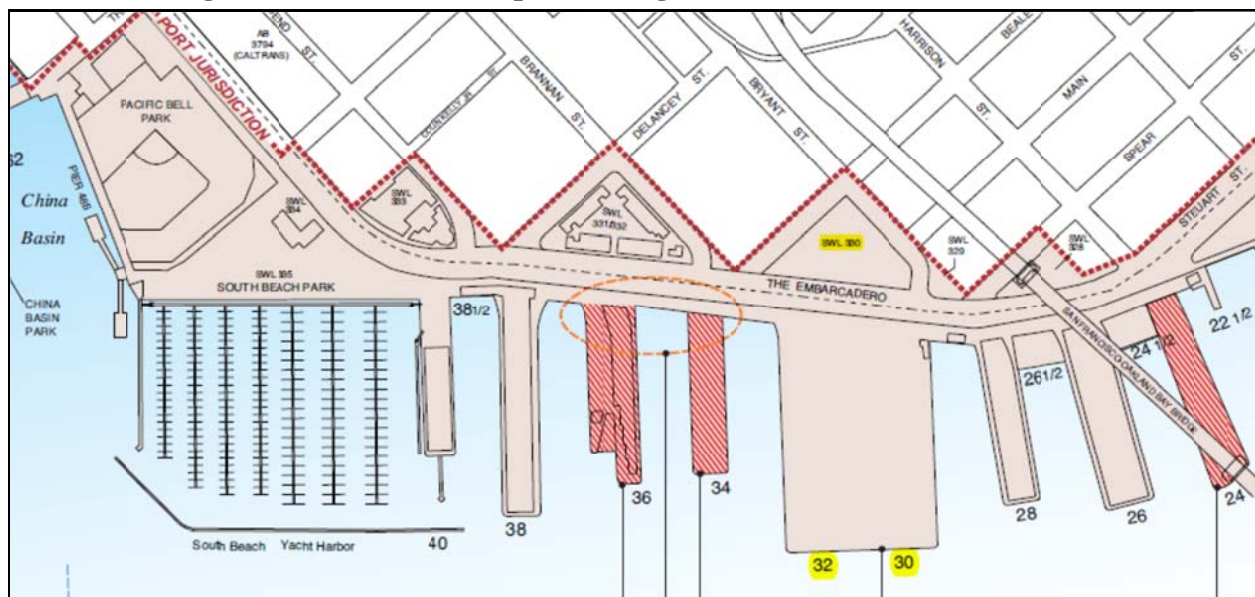 END ST.
AB
3794
(CALTRANS)
PORT JURISDICTION
PACIFIC BELL
PARK
PIER 46B
China
Basin
CHINA
BASIN
PARK
SWL
334
SWL
333
BRANNAN ST.
DELANCEY ST.
SWL
331/332
BRYANT ST.
SWL 330
HARRISON ST.
BEALE
MAIN
SPEAR
STEUART ST.
SWL
329
SWL
328
THE EMBARCADERO
SWL 335
SOUTH BEACH PARK
38 1/2
26 1/2
24 1/2
22 1/2
SAN FRANCISCO-OAKLAND BAY BRIDGE
South Beach Yacht Harbor
40
38
36
34
32
30
28
26
24